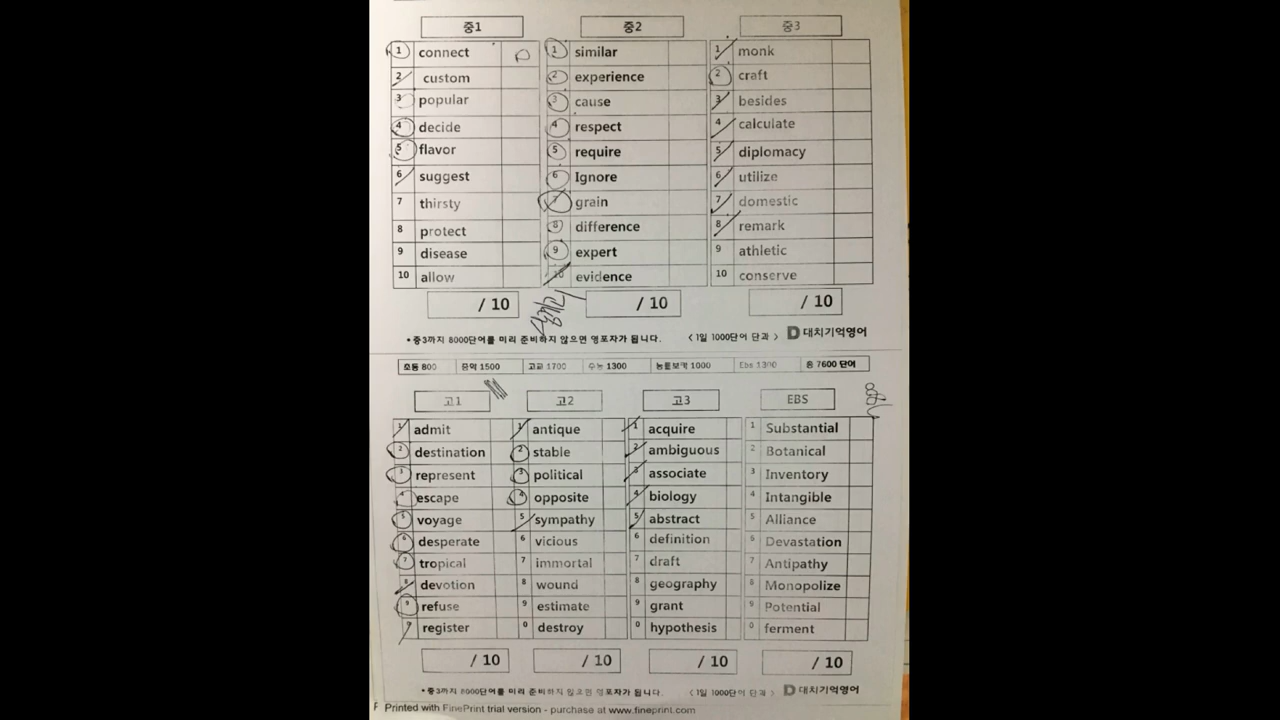 중1 중2 중3
1 connect 1 similar 1 monk
2 custom 2 experience 2 craft
3 popular 3 cause 3 besides
4 decide 4 respect 4 calculate
5 flavor 5 require 5 diplomacy
6 suggest 6 Ignore 6 utilize
7 thirsty 7 grain 7 domestic
8 protect 8 difference 8 remark
9 disease 9 expert 9 athletic
10 allow 10 evidence 10 conserve
/ 10 / 10 / 10
* 중3까지 8000단어를 미리 준비하지 않으면 영포자가 됩니다. < 1일 1000단어 단과 > D 대치기억영어
초등 800 중학 1500 고교 1700 수능 1300 능률보카 1000 Ebs 1300 총 7600 단어
고1 고2 고3 EBS
1 admit 1 antique 1 acquire 1 Substantial
2 destination 2 stable 2 ambiguous 2 Botanical
3 represent 3 political 3 associate 3 Inventory
4 escape 4 opposite 4 biology 4 Intangible
5 voyage 5 sympathy 5 abstract 5 Alliance
6 desperate 6 vicious 6 definition 6 Devastation
7 tropical 7 immortal 7 draft 7 Antipathy
8 devotion 8 wound 8 geography 8 Monopolize
9 refuse 9 estimate 9 grant 9 Potential
register 0 destroy 0 hypothesis 0 ferment
/ 10 / 10 / 10 / 10
* 중3까지 8000단어를 미리 준비하지 않으면 영포자가 됩니다. < 1일 1000단어 단과 > D 대치기억영어
Printed with FinePrint trial version - purchase at www.fineprint.com